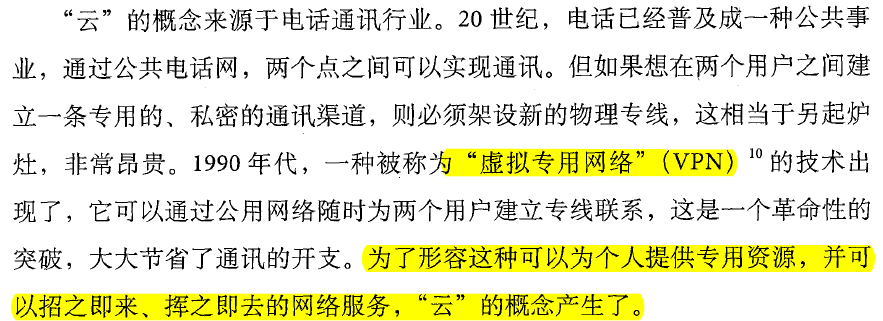 “云”的概念来源于电话通讯行业。20 世纪，电话已经普及成一种公共事
业，通过公共电话网，两个点之间可以实现通讯。但如果想在两个用户之间建
立一条专用的、私密的通讯渠道，则必须架设新的物理专线，这相当于另起炉
灶，非常昂贵。1990 年代，一种被称为“虚拟专用网络”（VPN）10 的技术出
现了，它可以通过公用网络随时为两个用户建立专线联系，这是一个革命性的
突破，大大节省了通讯的开支。为了形容这种可以为个人提供专用资源，并可
以招之即来、挥之即去的网络服务，“云”的概念产生了。